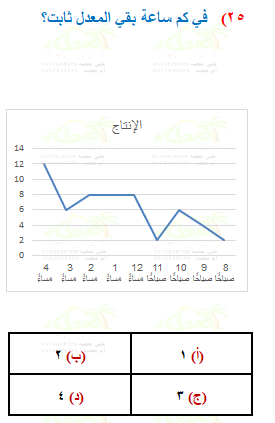 ٢٥) في كم ساعة بقي المعدل ثابت؟
الإنتاج
14
12
10
8
6
4
2
0
4 3 2 1 12 11 10 9 8
مساءً مساءً مساءً مساءً مساءً صباحًا صباحًا صباحًا صباحًا
(أ) ١ (ب) ٢
(ج) ٣ (د) ٤